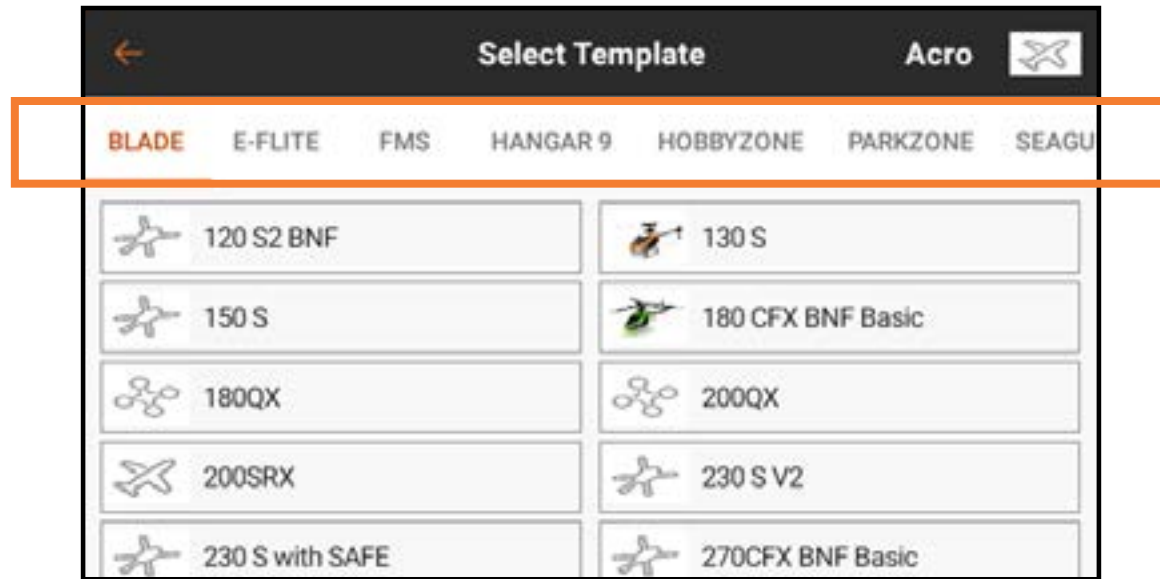 Select Template Acro
BLADE E-FLITE FMS HANGAR 9 HOBBYZONE PARKZONE SEAGU
120 S2 BNF 130 S
150 S 180 CFX BNF Basic
180QX 200QX
200SRX 230 S V2
230 S with SAFE 270CFX BNF Basic